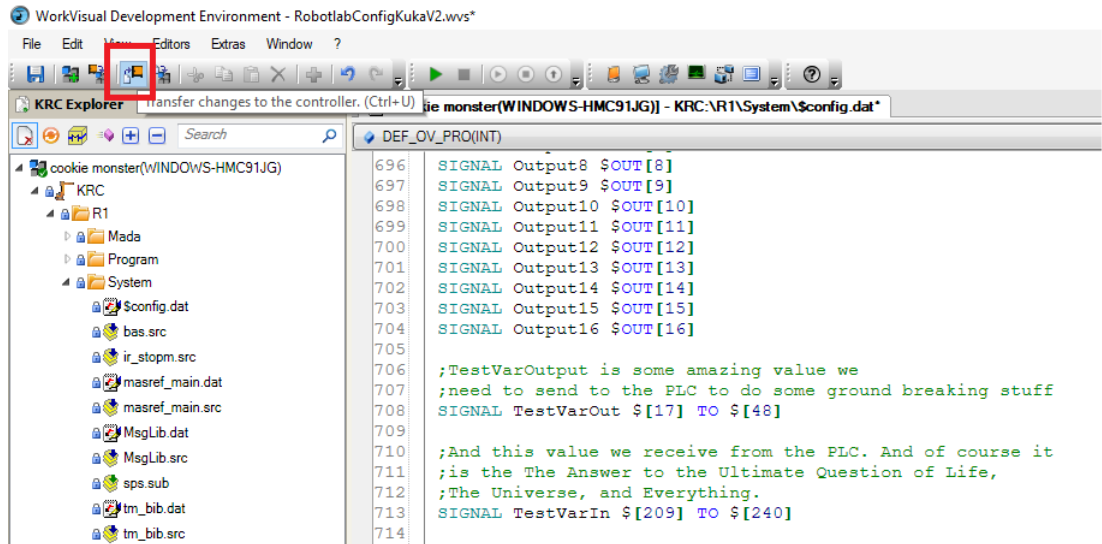 WorkVisual Development Environment - RobotlabConfigKukaV2.wvs*
File Edit View Editors Extras Window ?
KRC Explorer
Transfer changes to the controller. (Ctrl+U)
kie monster(WINDOWS-HMC91JG)] - KRC:\R1\System\$config.dat*
Search
DEF_OV_PRO(INT)
cookie monster(WINDOWS-HMC91JG)
KRC
R1
Mada
Program
System
$config.dat
bas.src
ir_stopm.src
masref_main.dat
masref_main.src
MsgLib.dat
MsgLib.src
sps.sub
tm_bib.dat
tm_bib.src
696 SIGNAL Output8 $OUT[8]
697 SIGNAL Output9 $OUT[9]
698 SIGNAL Output10 $OUT[10]
699 SIGNAL Output11 $OUT[11]
700 SIGNAL Output12 $OUT[12]
701 SIGNAL Output13 $OUT[13]
702 SIGNAL Output14 $OUT[14]
703 SIGNAL Output15 $OUT[15]
704 SIGNAL Output16 $OUT[16]
705
706 ;TestVarOutput is some amazing value we
707 ;need to send to the PLC to do some ground breaking stuff
708 SIGNAL TestVarOut $[17] TO $[48]
709
710 ;And this value we receive from the PLC. And of course it
711 ;is the The Answer to the Ultimate Question of Life,
712 ;The Universe, and Everything.
713 SIGNAL TestVarIn $[209] TO $[240]
714